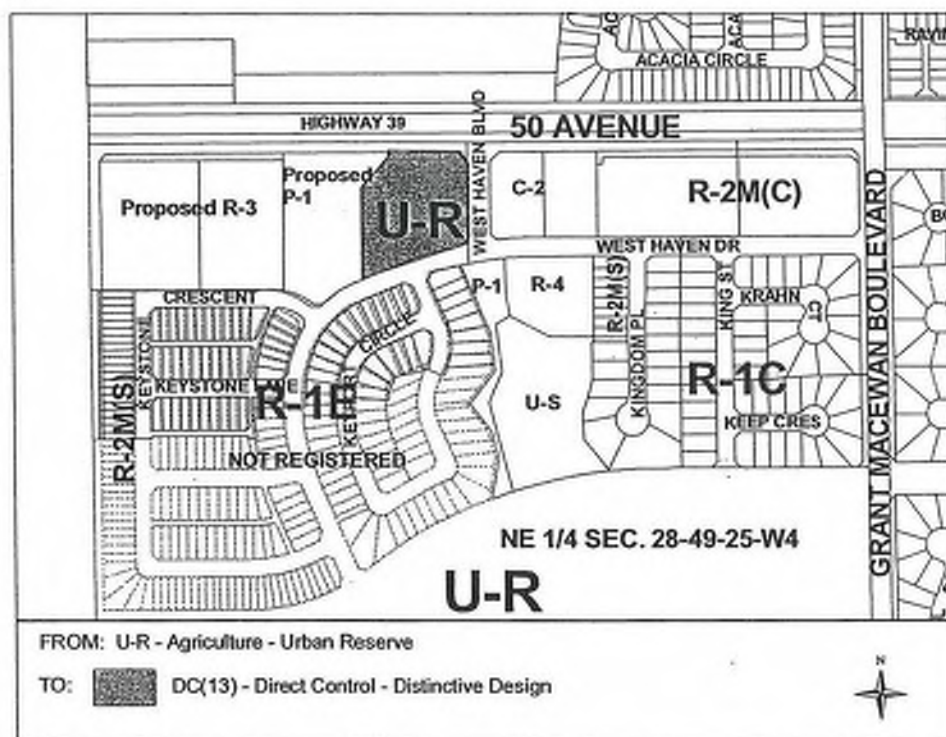 ACACIA CIRCLE
HIGHWAY 39
50 AVENUE
WEST HAVEN BLVD
Proposed R-3
Proposed
P-1
U-R
C-2
R-2M(C)
WEST HAVEN DR
GRANT MACEWAN BOULEVARD
CRESCENT
KEYSTONE
KEYSTONE LANE
R-2M(S)
CIRCLE
P-1
R-4
R-2M(S)
KINGDOM PL
KING ST
KRAHN
CT
U-S
R-1C
KEEP CRES
NOT REGISTERED
NE 1/4 SEC. 28-49-25-W4
U-R
FROM: U-R - Agriculture - Urban Reserve
TO: DC(13) - Direct Control - Distinctive Design
N